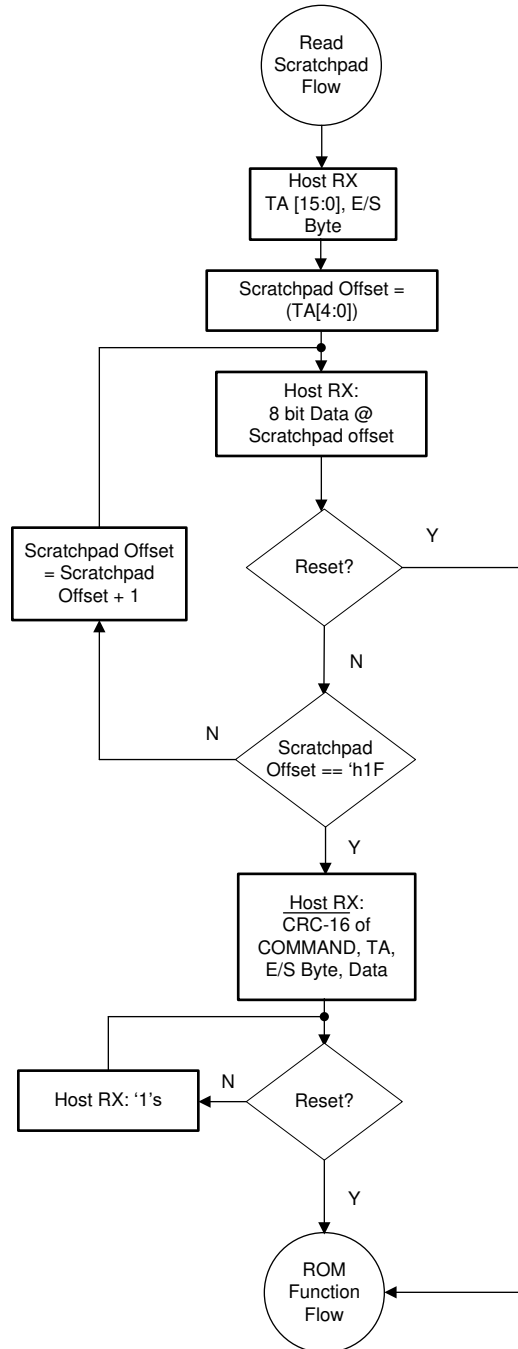 Read
Scratchpad
Flow
Host RX
TA [15:0], E/S
Byte
Scratchpad Offset =
(TA[4:0])
Host RX:
8 bit Data @
Scratchpad offset
Reset?
Y
Scratchpad Offset
= Scratchpad
Offset + 1
N
N
Scratchpad
Offset == ‘h1F
Y
Host RX:
CRC-16 of
COMMAND, TA,
E/S Byte, Data
Host RX: ‘1’s
N
Reset?
Y
ROM
Function
Flow